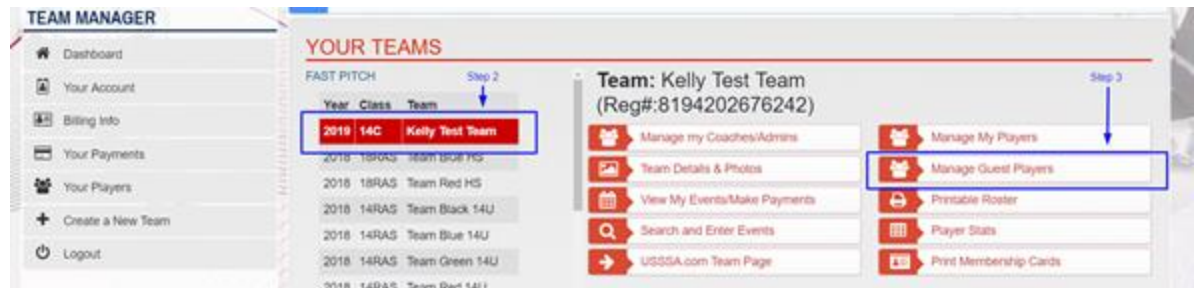 TEAM MANAGER
Dashboard
Your Account
Billing Info
Your Payments
Your Players
Create a New Team
Logout
YOUR TEAMS
FAST PITCH
Step 2
Year Class Team
2019 14C Kelly Test Team
2018 18RAS Team Blue HS
2018 18RAS Team Red HS
2018 14RAS Team Black 14U
2018 14RAS Team Blue 14U
2018 14RAS Team Green 14U
2018 14RAS Team Red 14U
Team: Kelly Test Team
(Reg#:8194202676242)
Step 3
Manage my Coaches/Admins
Manage My Players
Team Details & Photos
Manage Guest Players
View My Events/Make Payments
Printable Roster
Search and Enter Events
Player Stats
USSSA.com Team Page
Print Membership Cards